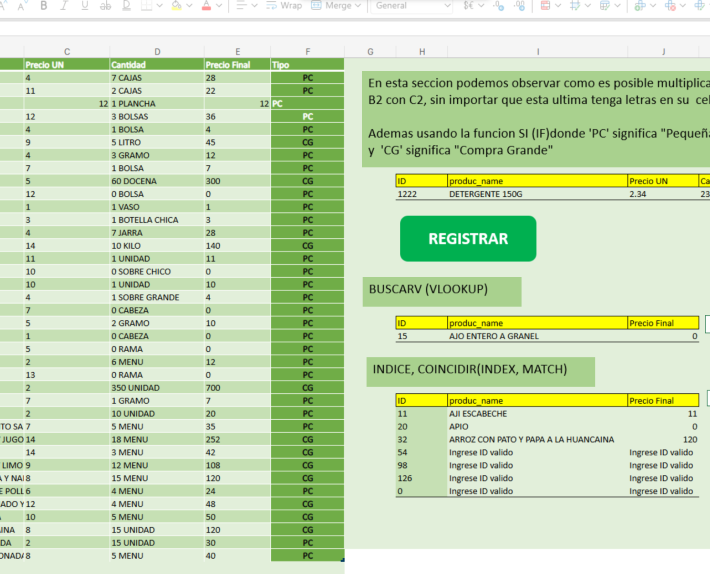 Wrap Merge General
C D E F G H I J
Precio UN Cantidad Precio Final Tipo
4 7 CAJAS 28 PC
11 2 CAJAS 22 PC
12 1 PLANCHA 12 PC
12 3 BOLSAS 36 PC
4 1 BOLSA 4 PC
9 5 LITRO 45 CG
4 3 GRAMO 12 PC
7 1 BOLSA 7 PC
5 60 DOCENA 300 CG
12 0 BOLSA 0 PC
1 1 VASO 1 PC
3 1 BOTELLA CHICA 3 PC
4 7 JARRA 28 PC
14 10 KILO 140 CG
11 1 UNIDAD 11 PC
10 0 SOBRE CHICO 0 PC
10 1 UNIDAD 10 PC
4 1 SOBRE GRANDE 4 PC
7 0 CABEZA 0 PC
5 2 GRAMO 10 PC
1 0 CABEZA 0 PC
5 0 RAMA 0 PC
2 6 MENU 12 PC
13 0 RAMA 0 PC
2 350 UNIDAD 700 CG
7 1 GRAMO 7 PC
2 10 UNIDAD 20 PC
TO SA 7 5 MENU 35 PC
JUGO 14 18 MENU 252 CG
14 3 MENU 42 CG
LIMO 9 12 MENU 108 CG
A Y NAI 8 15 MENU 120 CG
E POLL 6 4 MENU 24 PC
ADO Y 12 4 MENU 48 CG
10 5 MENU 50 CG
INA 8 15 UNIDAD 120 CG
DA 2 15 UNIDAD 30 PC
ONADA 8 5 MENU 40 PC
En esta seccion podemos observar como es posible multiplica
B2 con C2, sin importar que esta ultima tenga letras en su cel
Ademas usando la funcion SI (IF)donde 'PC' significa "Pequeña
y 'CG' significa "Compra Grande"
ID produc_name Precio UN Ca
1222 DETERGENTE 150G 2.34 23
REGISTRAR
BUSCARV (VLOOKUP)
ID produc_name Precio Final
15 AJO ENTERO A GRANEL 0
INDICE, COINCIDIR(INDEX, MATCH)
ID produc_name Precio Final
11 AJI ESCABECHE 11
20 APIO 0
32 ARROZ CON PATO Y PAPA A LA HUANCAINA 120
54 Ingrese ID valido Ingrese ID valido
98 Ingrese ID valido Ingrese ID valido
126 Ingrese ID valido Ingrese ID valido
0 Ingrese ID valido Ingrese ID valido